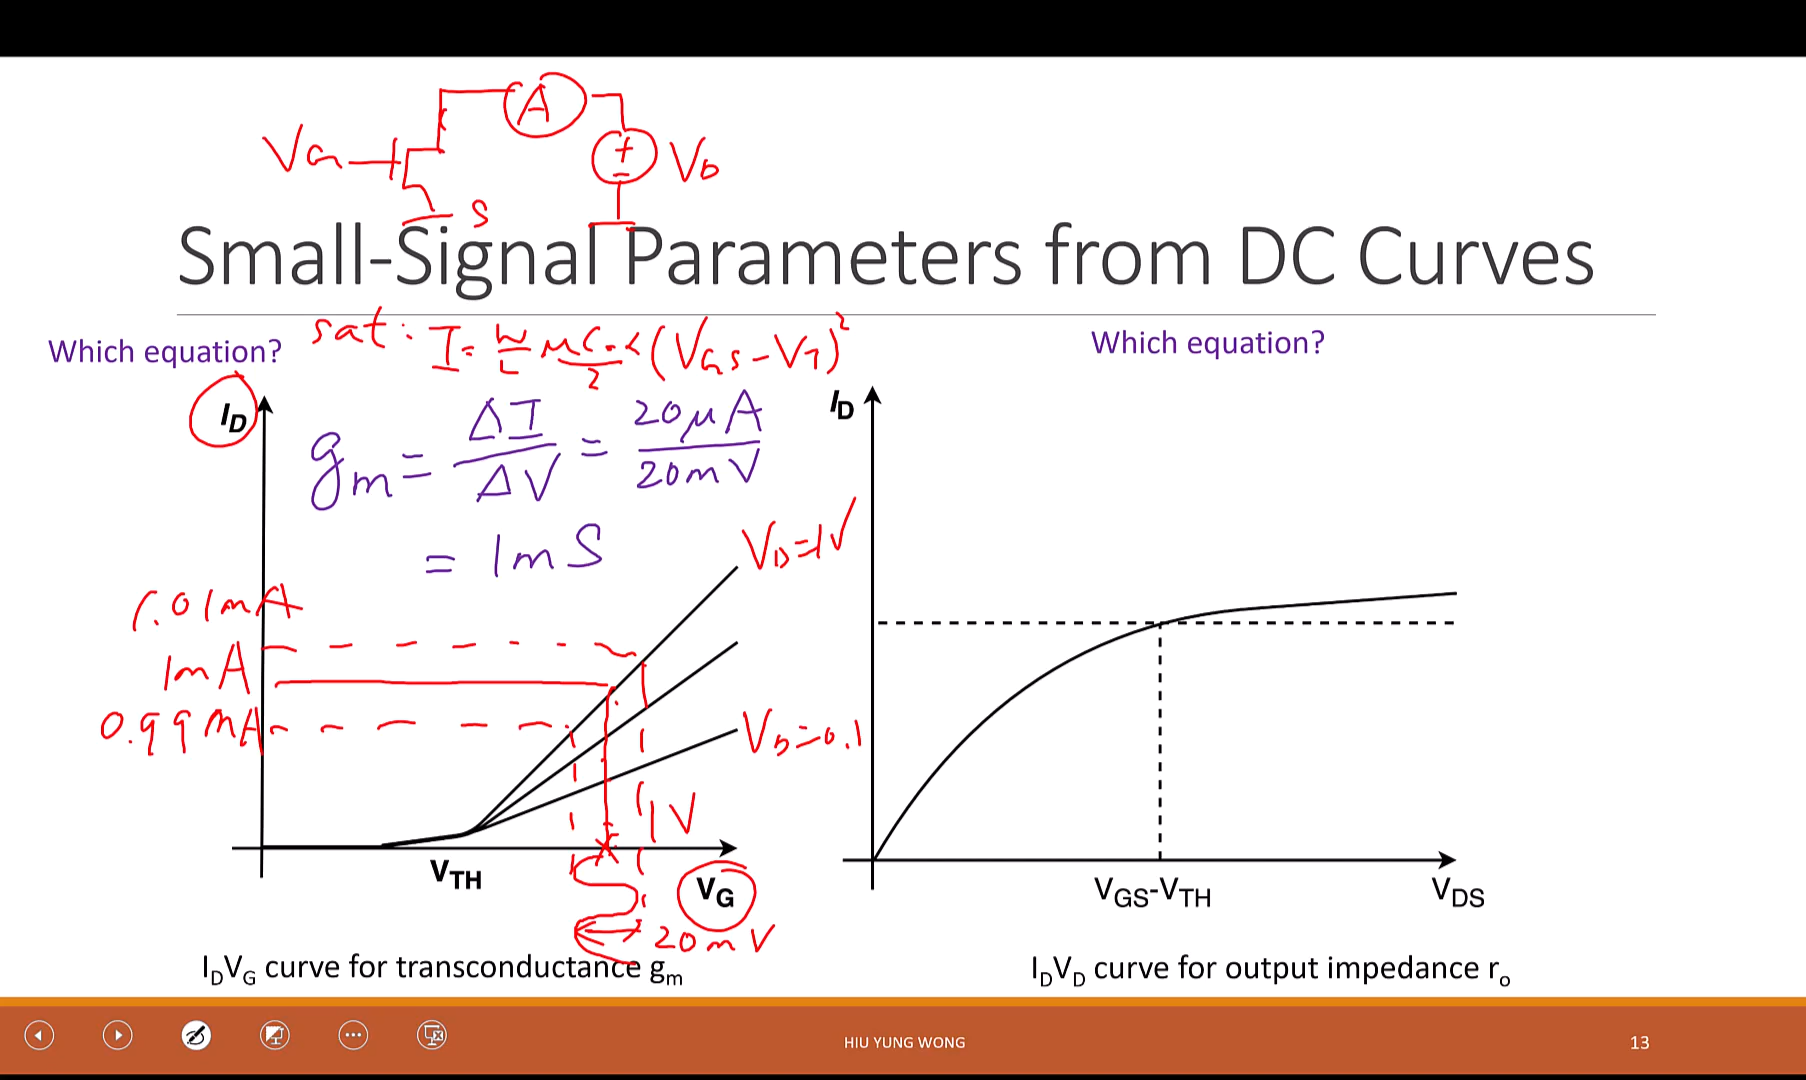 A
VG
VD
S
Small-Signal Parameters from DC Curves
Which equation?
sat: I = W/L μCox/2 (VGS-VT)²
Which equation?
ID
gm = ΔI/ΔV = 20μA/20mV
= 1mS
ID
VD=1V
1.01mA
1mA
0.99mA
VD=0.1
1V
VTH
VG
20mV
VGS-VTH
VDS
IDVG curve for transconductance gm
IDVD curve for output impedance ro
HIU YUNG WONG
13